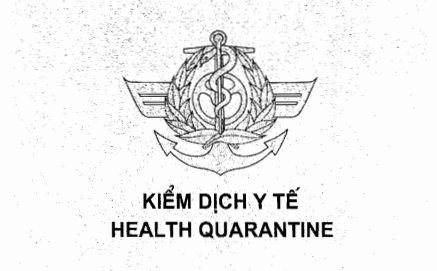 KIỂM DỊCH Y TẾ
HEALTH QUARANTINE